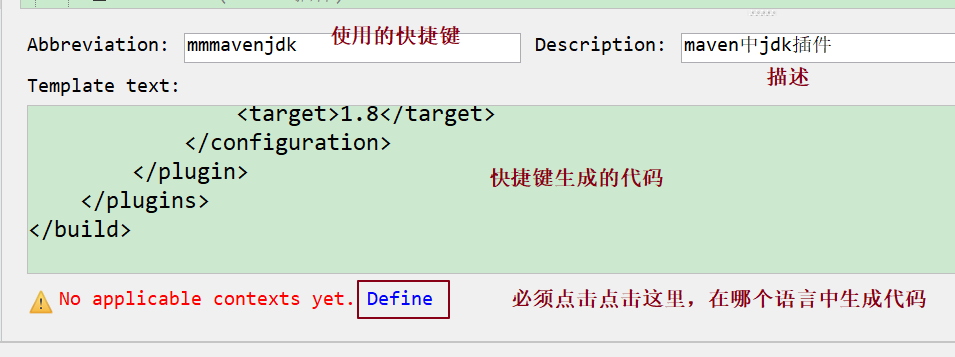 Abbreviation: mmmavenjdk 使用的快捷键 Description: maven中jdk插件
描述
Template text:
<target>1.8</target>
</configuration>
</plugin>
快捷键生成的代码
</plugins>
</build>
No applicable contexts yet. Define 必须点击点击这里，在哪个语言中生成代码